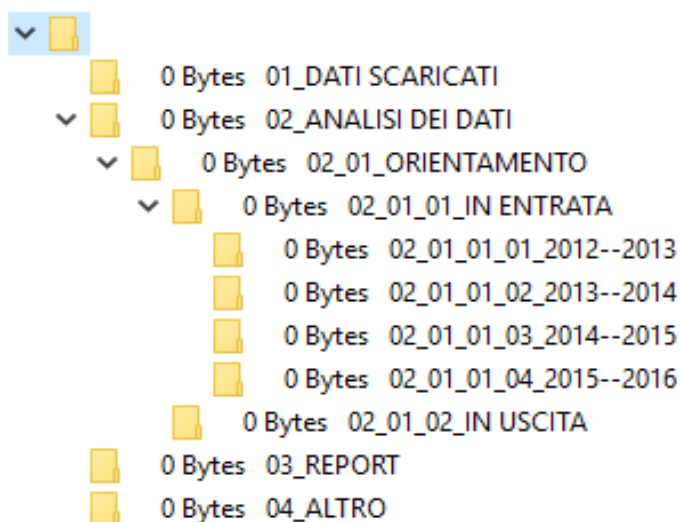 0 Bytes 01_DATI SCARICATI
0 Bytes 02_ANALISI DEI DATI
0 Bytes 02_01_ORIENTAMENTO
0 Bytes 02_01_01_IN ENTRATA
0 Bytes 02_01_01_01_2012--2013
0 Bytes 02_01_01_02_2013--2014
0 Bytes 02_01_01_03_2014--2015
0 Bytes 02_01_01_04_2015--2016
0 Bytes 02_01_02_IN USCITA
0 Bytes 03_REPORT
0 Bytes 04_ALTRO